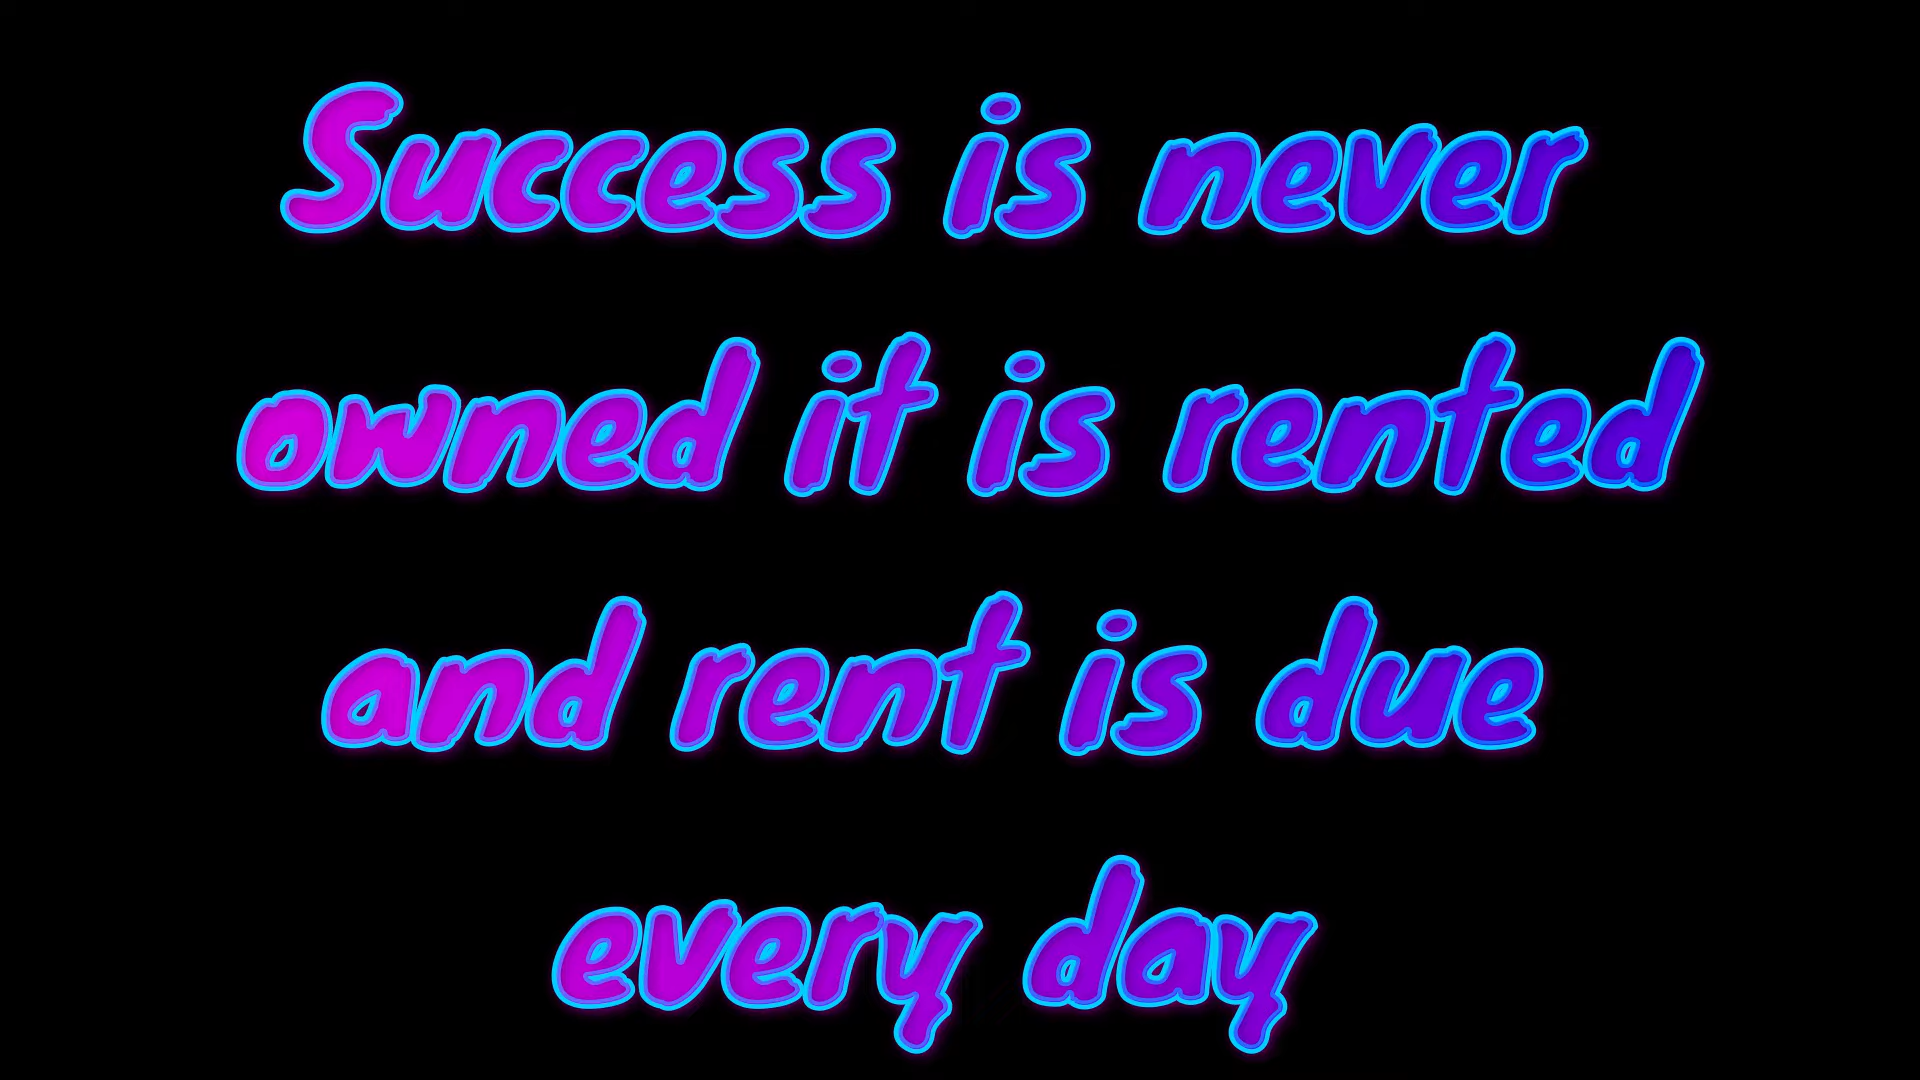 Success is never
owned it is rented
and rent is due
every day